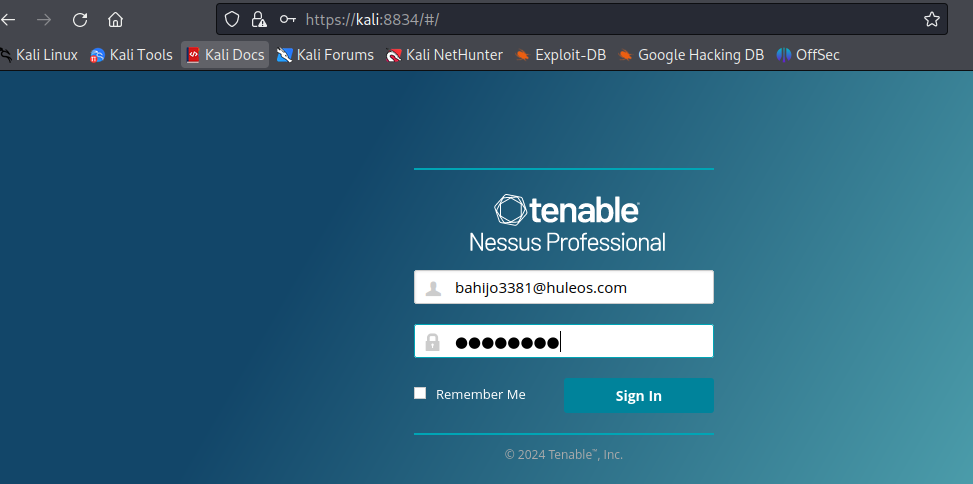 https://kali:8834/#/
Kali Linux Kali Tools Kali Docs Kali Forums Kali NetHunter Exploit-DB Google Hacking DB OffSec
tenable
Nessus Professional
bahijo3381@huleos.com
●●●●●●●●
Remember Me Sign In
© 2024 Tenable™, Inc.